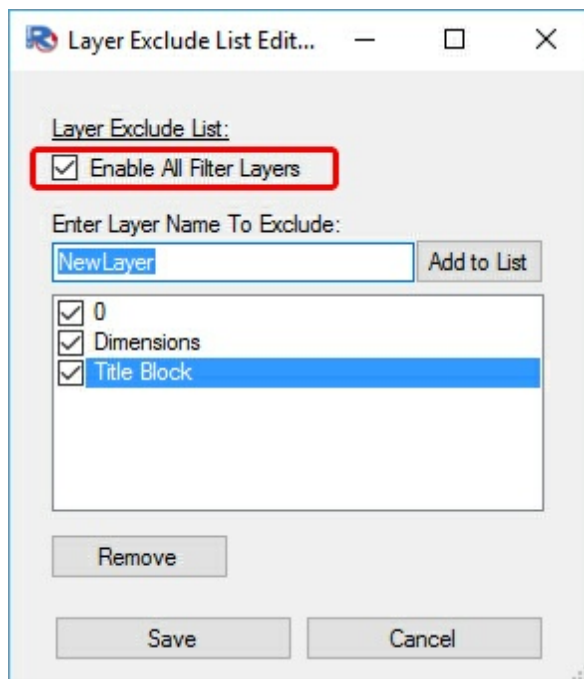 Layer Exclude List Edit...
Layer Exclude List:
Enable All Filter Layers
Enter Layer Name To Exclude:
NewLayer
Add to List
0
Dimensions
Title Block
Remove
Save
Cancel